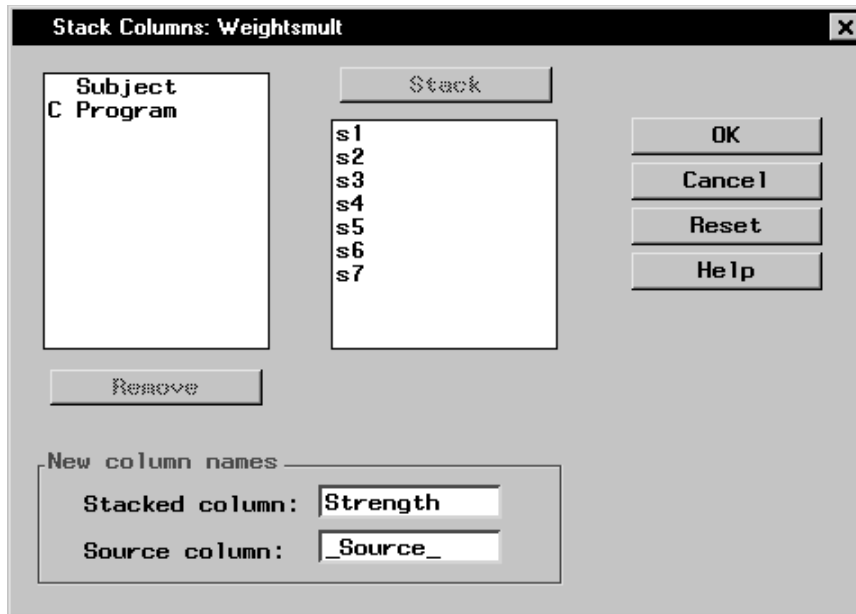 Stack Columns: Weightsmult
Subject
C Program
Remove
Stack
s1
s2
s3
s4
s5
s6
s7
OK
Cancel
Reset
Help
New column names
Stacked column: Strength
Source column: _Source_